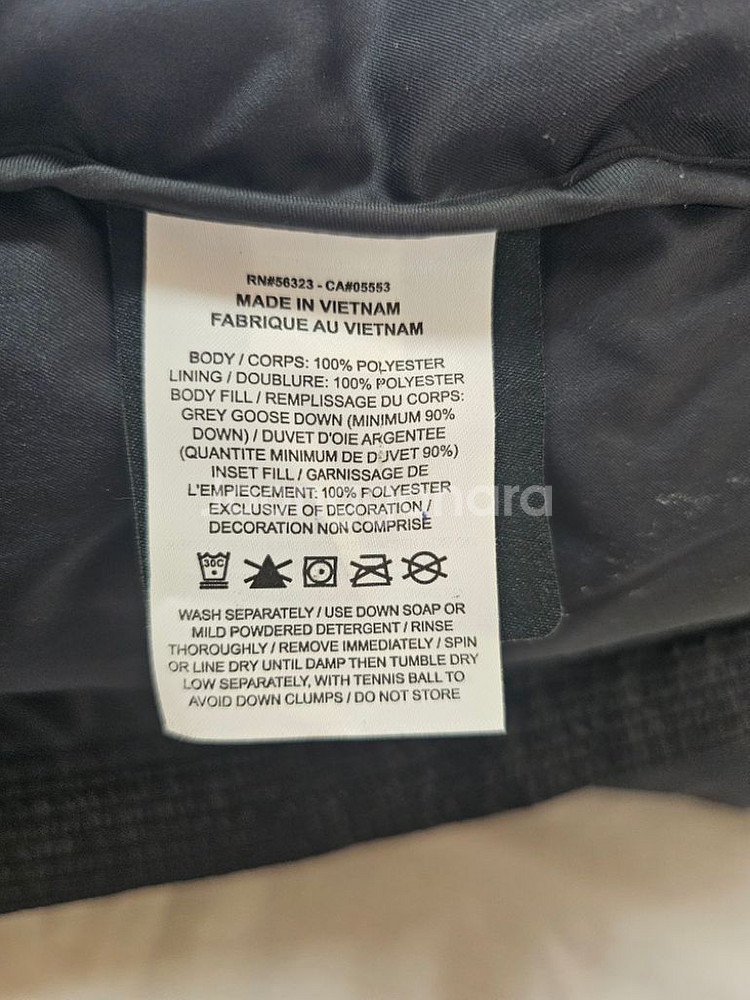 RN#56323 - CA#05553
MADE IN VIETNAM
FABRIQUE AU VIETNAM
BODY / CORPS: 100% POLYESTER
LINING / DOUBLURE: 100% POLYESTER
BODY FILL / REMPLISSAGE DU CORPS:
GREY GOOSE DOWN (MINIMUM 90%
DOWN) / DUVET D'OIE ARGENTEE
(QUANTITE MINIMUM DE DUVET 90%)
INSET FILL / GARNISSAGE DE
L'EMPIECEMENT: 100% POLYESTER
EXCLUSIVE OF DECORATION /
DECORATION NON COMPRISE
30C
WASH SEPARATELY / USE DOWN SOAP OR
MILD POWDERED DETERGENT / RINSE
THOROUGHLY / REMOVE IMMEDIATELY / SPIN
OR LINE DRY UNTIL DAMP THEN TUMBLE DRY
LOW SEPARATELY, WITH TENNIS BALL TO
AVOID DOWN CLUMPS / DO NOT STORE